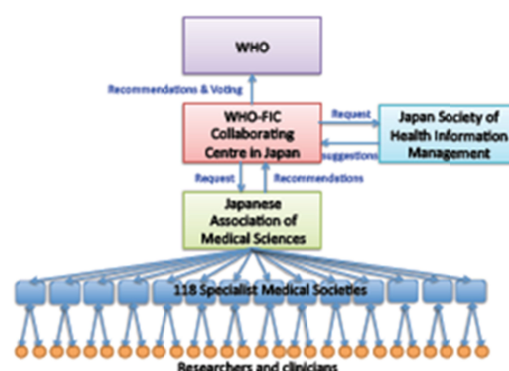 WHO
Recommendations & Voting
WHO-FIC
Collaborating
Centre in Japan
Request
suggestions
Japan Society of
Health Information
Management
Request
Recommendations
Japanese
Association of
Medical Sciences
118 Specialist Medical Societies
Researchers and clinicians